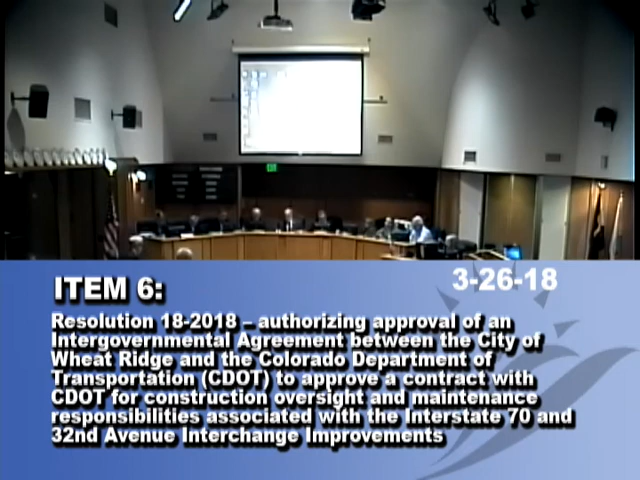 ITEM 6:
3-26-18
Resolution 18-2018 – authorizing approval of an
Intergovernmental Agreement between the City of
Wheat Ridge and the Colorado Department of
Transportation (CDOT) to approve a contract with
CDOT for construction oversight and maintenance
responsibilities associated with the Interstate 70 and
32nd Avenue Interchange Improvements